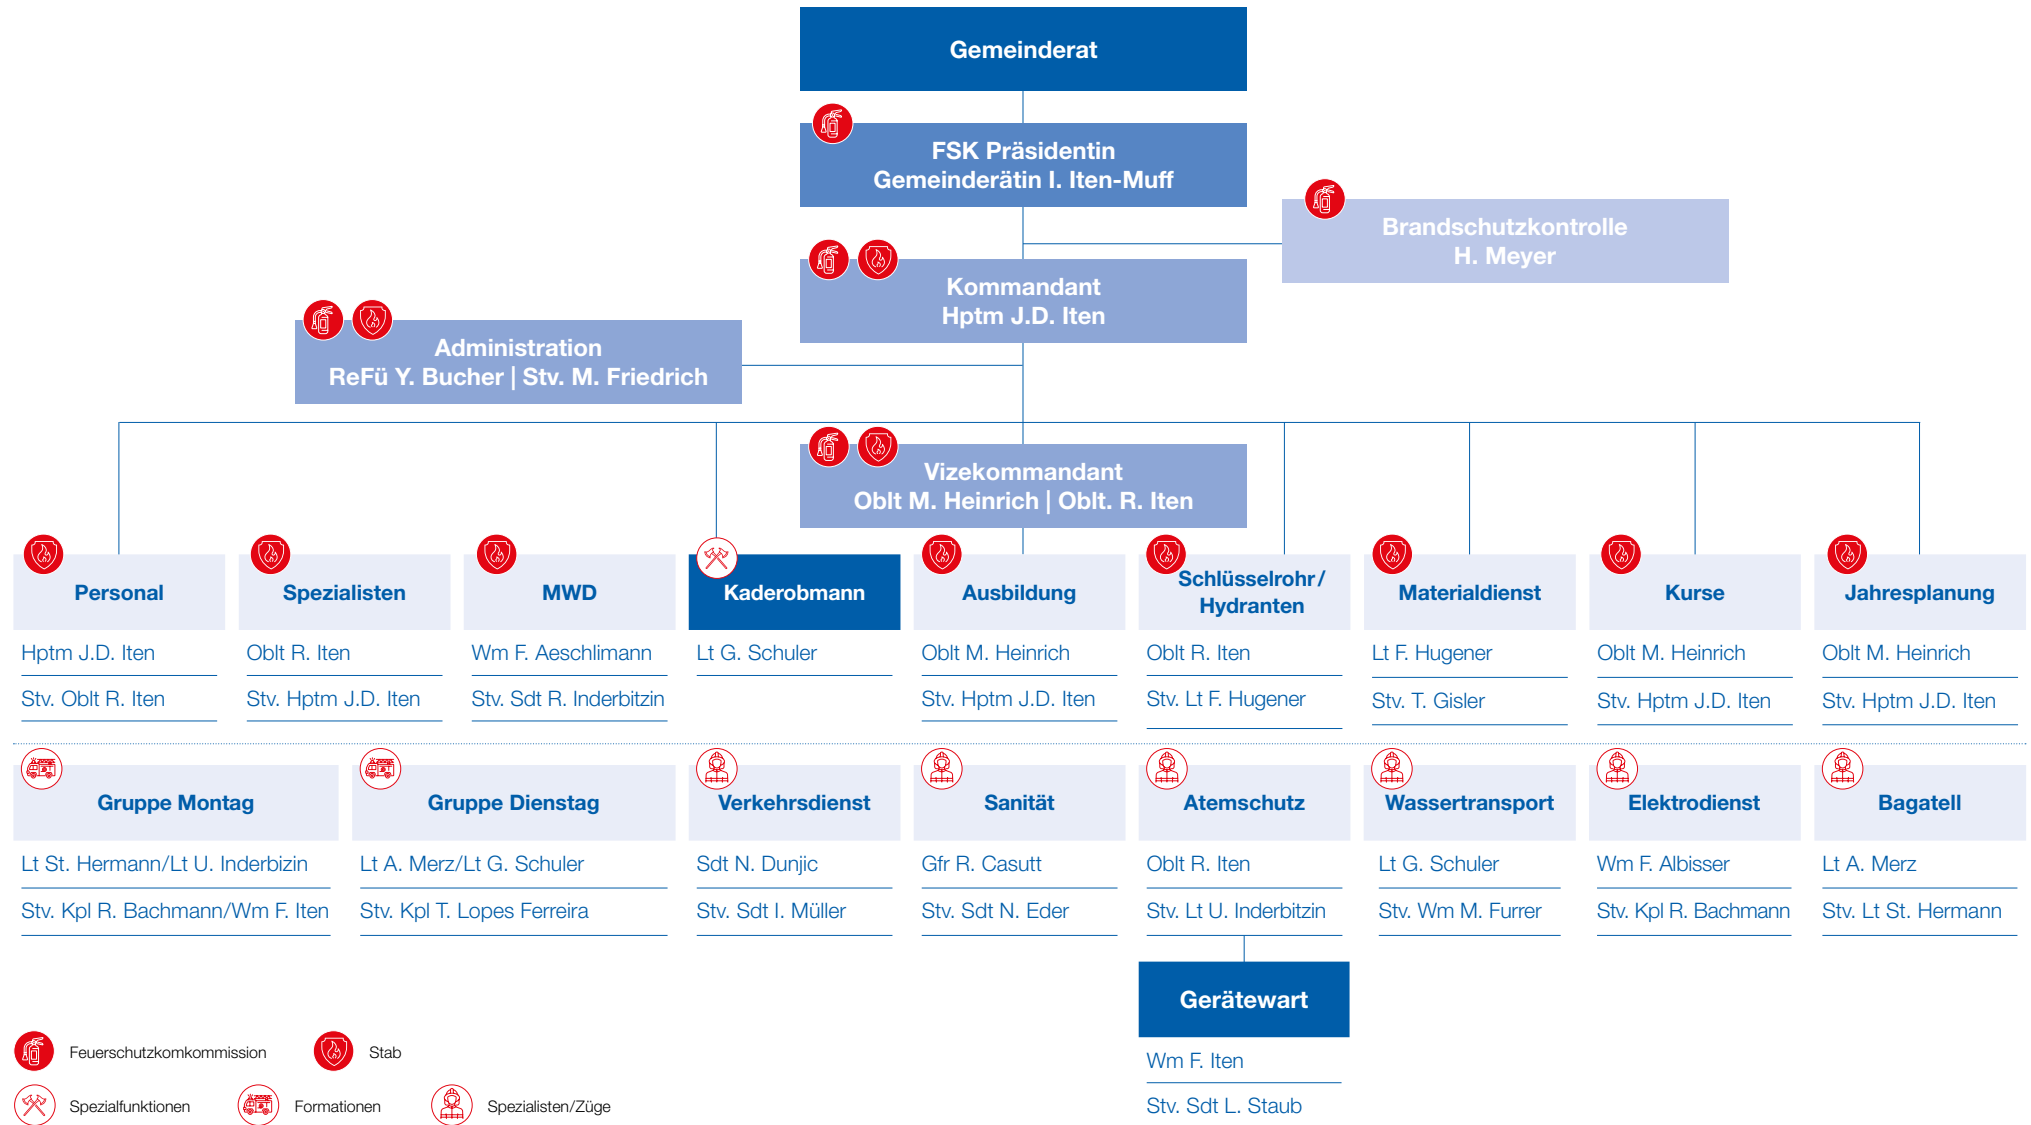 Gemeinderat
FSK Präsidentin
Gemeinderätin I. Iten-Muff
Brandschutzkontrolle
H. Meyer
Kommandant
Hptm J.D. Iten
Administration
ReFü Y. Bucher | Stv. M. Friedrich
Vizekommandant
Oblt M. Heinrich | Oblt. R. Iten
Personal
Hptm J.D. Iten
Stv. Oblt R. Iten
Spezialisten
Oblt R. Iten
Stv. Hptm J.D. Iten
MWD
Wm F. Aeschlimann
Stv. Sdt R. Inderbitzin
Kaderobmann
Lt G. Schuler
Ausbildung
Oblt M. Heinrich
Stv. Hptm J.D. Iten
Schlüsselrohr/
Hydranten
Oblt R. Iten
Stv. Lt F. Hugener
Materialdienst
Lt F. Hugener
Stv. T. Gisler
Kurse
Oblt M. Heinrich
Stv. Hptm J.D. Iten
Jahresplanung
Oblt M. Heinrich
Stv. Hptm J.D. Iten
Gruppe Montag
Lt St. Hermann/Lt U. Inderbizin
Stv. Kpl R. Bachmann/Wm F. Iten
Gruppe Dienstag
Lt A. Merz/Lt G. Schuler
Stv. Kpl T. Lopes Ferreira
Verkehrsdienst
Sdt N. Dunjic
Stv. Sdt I. Müller
Sanität
Gfr R. Casutt
Stv. Sdt N. Eder
Atemschutz
Oblt R. Iten
Stv. Lt U. Inderbitzin
Wassertransport
Lt G. Schuler
Stv. Wm M. Furrer
Elektrodienst
Wm F. Albisser
Stv. Kpl R. Bachmann
Bagatell
Lt A. Merz
Stv. Lt St. Hermann
Gerätewart
Wm F. Iten
Stv. Sdt L. Staub
Feuerschutzkomkommission
Stab
Spezialfunktionen
Formationen
Spezialisten/Züge